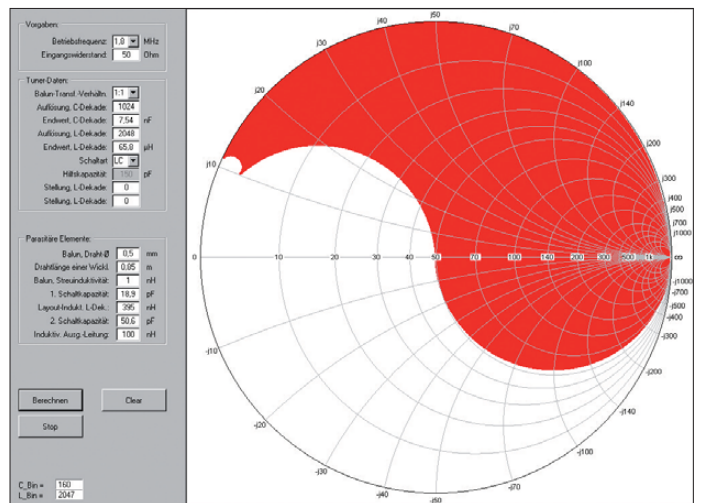 Vorgaben:
Betriebsfrequenz: 1,8 MHz
Eingangswiderstand: 50 Ohm
Tuner-Daten:
Balun-Transf.-Verhältn. 1:1
Auflösung, C-Dekade: 1024
Endwert, C-Dekade: 7,54 nF
Auflösung, L-Dekade: 2048
Endwert, L-Dekade: 65,8 µH
Schaltart LC
Hilfskapazität: 150 pF
Stellung, L-Dekade: 0
Stellung, L-Dekade: 0
Parasitäre Elemente:
Balun, Draht-Ø 0,5 mm
Drahtlänge einer Wickl. 0,85 m
Balun, Streuinduktivität: 1 nH
1. Schaltkapazität: 18,9 pF
Layout-Indukt. L-Dek.: 395 nH
2. Schaltkapazität: 50,6 pF
Induktiv. Ausg.-Leitung: 100 nH
Berechnen Clear
Stop
C_Bin = 160
L_Bin = 2047
j50
j40
j70
j30
j100
j20
j140
j10
j200
j300
j400
j500
j700
j1000
0 10 20 30 50 70 100 200 300 500 1k ∞
-j1000
-j700
-j500
-j400
-j300
-j10
-j200
-j20
-j140
-j30
-j100
-j40
-j70
-j50